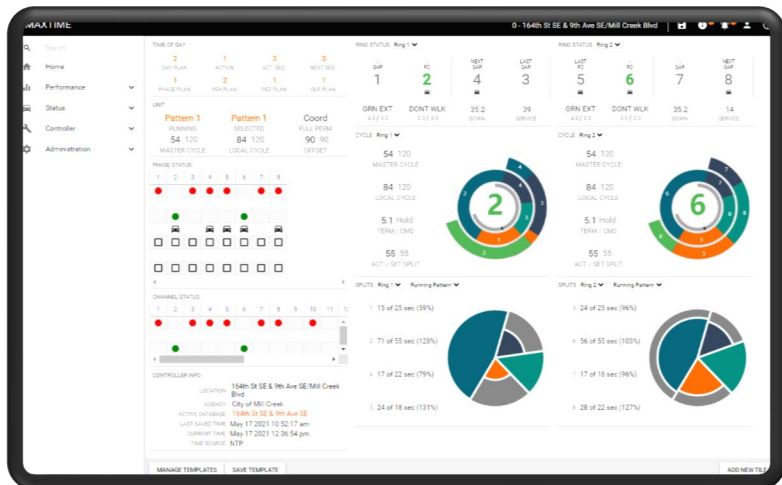 MAXTIME
0 - 164th St SE & 9th Ave SE/Mill Creek Blvd
Search
Home
Performance
Status
Controller
Administration
TIME OF DAY
2 1 3 3
DAY PLAN ACTION ACT. SEQ. NEXT SEQ.
1 2 1 1
PHASE PLAN VEH PLAN PED PLAN OLP PLAN
UNIT
Pattern 1 Pattern 1 Coord
RUNNING SELECTED FULL PERM
54 120 84 120 90 90
MASTER CYCLE LOCAL CYCLE OFFSET
PHASE STATUS
1 2 3 4 5 6 7 8
CHANNEL STATUS
1 2 3 4 5 6 7 8 9 10 11 12
CONTROLLER INFO
LOCATION 164th St SE & 9th Ave SE/Mill Creek
Blvd
AGENCY City of Mill Creek
ACTIVE DATABASE 164th St SE & 9th Ave SE
LAST SAVED TIME May 17 2021 10:52:17 am
CURRENT TIME May 17 2021 12:36:54 pm
TIME SOURCE NTP
MANAGE TEMPLATES SAVE TEMPLATE
RING STATUS Ring 1
GAP FO NEXT GAP LAST GAP
1 2 4 3
GRN EXT DONT WLK 35.2 39
DOWN SERVICE
CYCLE Ring 1
54 120
MASTER CYCLE
84 120
LOCAL CYCLE
5.1 Hold
TERM / CMD
55 55
ACT / SET SPLIT
2
SPLITS Ring 1 Running Pattern
1 15 of 25 sec (59%)
2 71 of 55 sec (128%)
4 17 of 22 sec (79%)
3 24 of 18 sec (131%)
RING STATUS Ring 2
LAST FO FO GAP NEXT GAP
5 6 7 8
GRN EXT DONT WLK 35.2 14
DOWN SERVICE
CYCLE Ring 2
54 120
MASTER CYCLE
84 120
LOCAL CYCLE
5.1 Hold
TERM / CMD
55 55
ACT / SET SPLIT
6
SPLITS Ring 2 Running Pattern
5 24 of 25 sec (96%)
6 56 of 55 sec (103%)
7 17 of 18 sec (96%)
8 28 of 22 sec (127%)
ADD NEW TILE